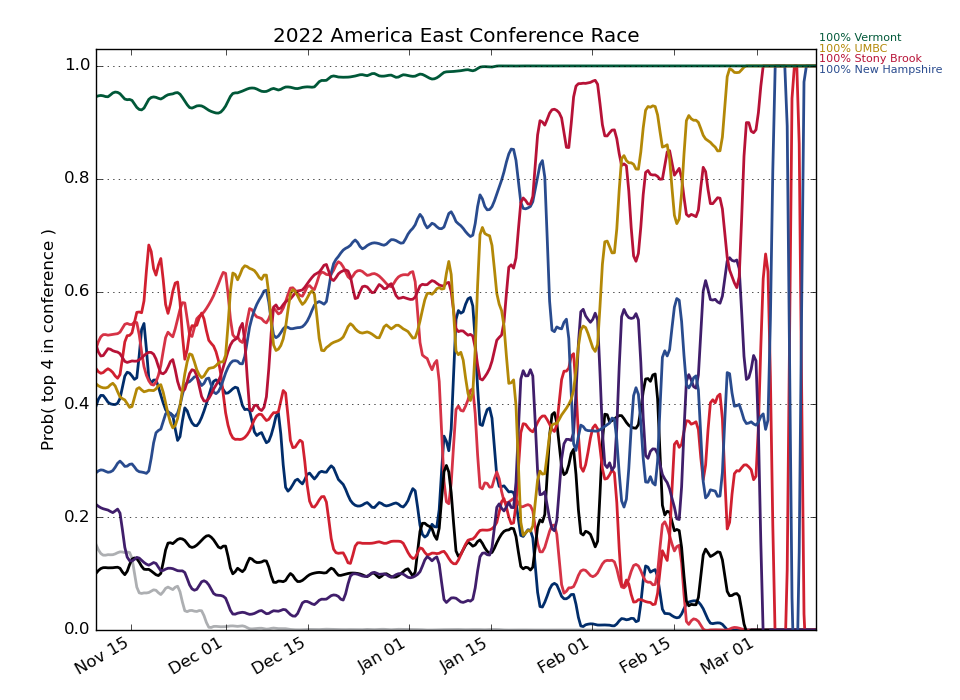 2022 America East Conference Race
100% Vermont
100% UMBC
100% Stony Brook
100% New Hampshire
Prob( top 4 in conference )
1.0
0.8
0.6
0.4
0.2
0.0
Nov 15
Dec 01
Dec 15
Jan 01
Jan 15
Feb 01
Feb 15
Mar 01